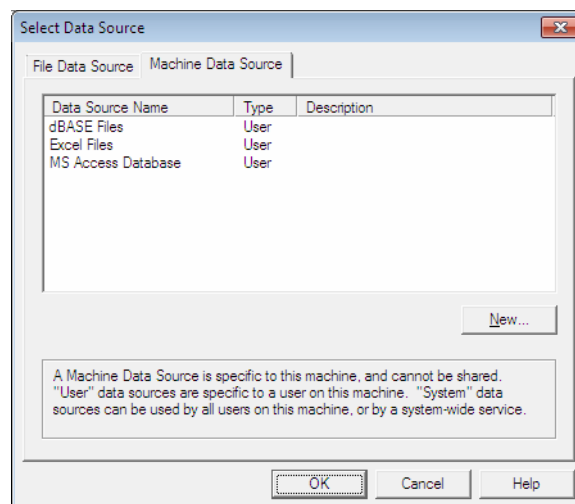 Select Data Source
File Data Source Machine Data Source
Data Source Name Type Description
dBASE Files User
Excel Files User
MS Access Database User
New...
A Machine Data Source is specific to this machine, and cannot be shared.
"User" data sources are specific to a user on this machine. "System" data
sources can be used by all users on this machine, or by a system-wide service.
OK Cancel Help